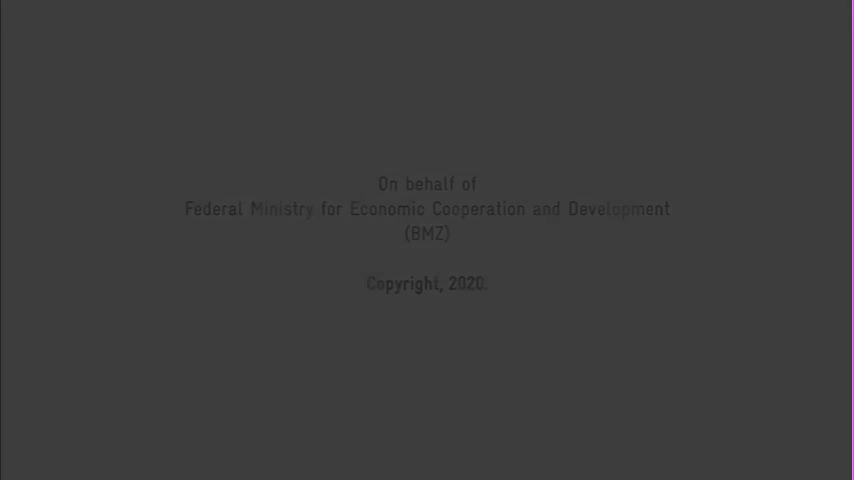 On behalf of
Federal Ministry for Economic Cooperation and Development
(BMZ)
Copyright, 2020.